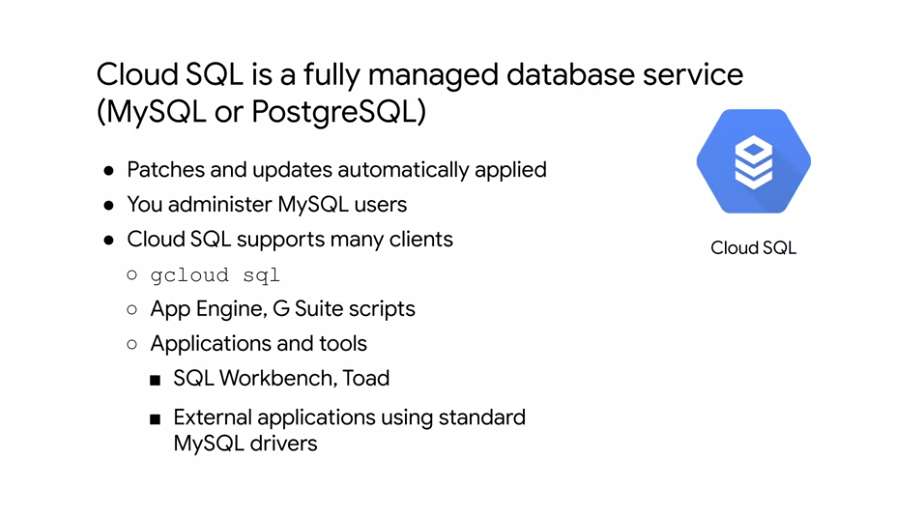 Cloud SQL is a fully managed database service
(MySQL or PostgreSQL)
● Patches and updates automatically applied
● You administer MySQL users
● Cloud SQL supports many clients
○ gcloud sql
○ App Engine, G Suite scripts
○ Applications and tools
■ SQL Workbench, Toad
■ External applications using standard
MySQL drivers
Cloud SQL